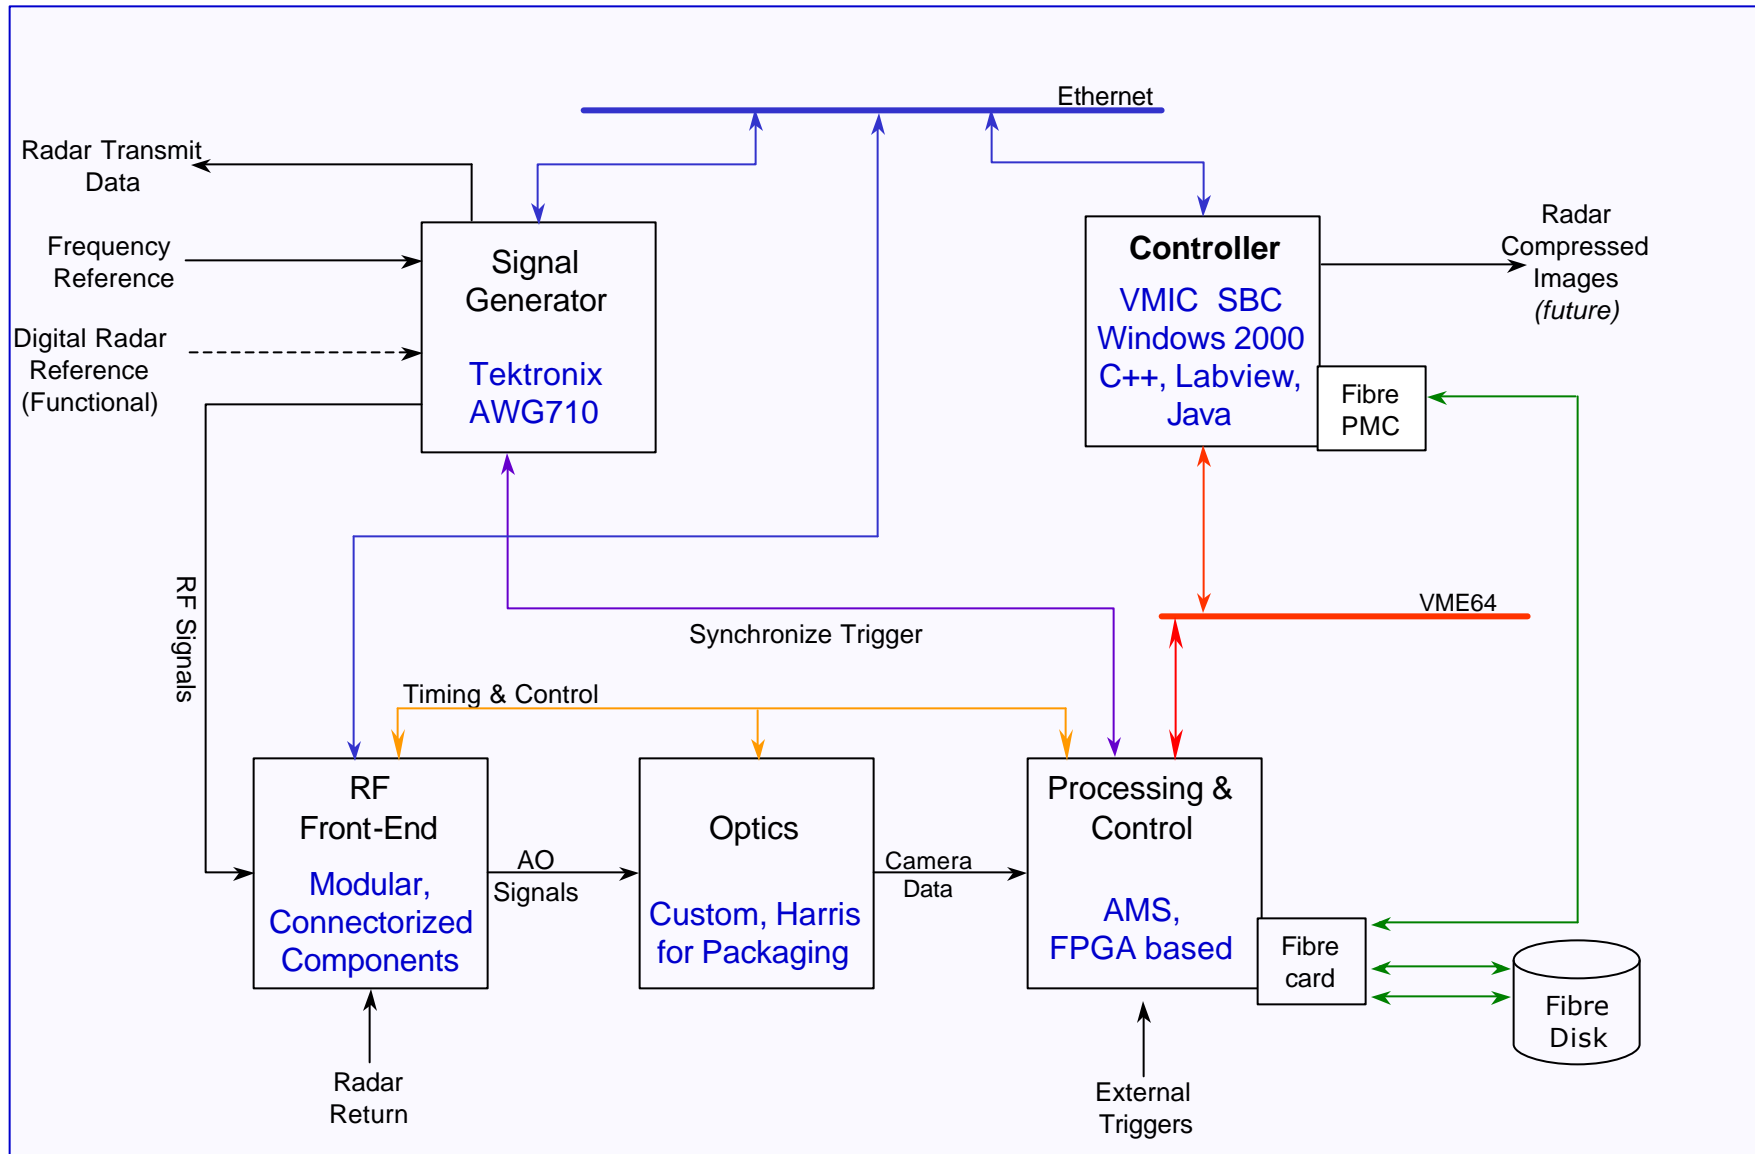 Ethernet
Radar Transmit
Data
Frequency
Reference
Digital Radar
Reference
(Functional)
Signal
Generator
Tektronix
AWG710
Controller
VMIC SBC
Windows 2000
C++, Labview,
Java
Fibre
PMC
Radar
Compressed
Images
(future)
RF Signals
VME64
Synchronize Trigger
Timing & Control
RF
Front-End
Modular,
Connectorized
Components
AO
Signals
Optics
Custom, Harris
for Packaging
Camera
Data
Processing &
Control
AMS,
FPGA based
Fibre
card
Fibre
Disk
Radar
Return
External
Triggers